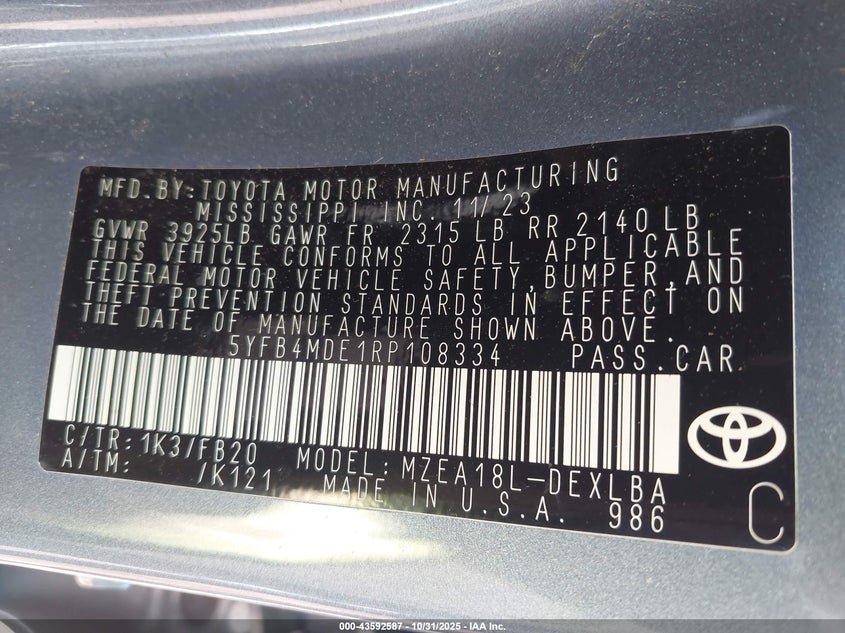 MFD.BY:TOYOTA MOTOR MANUFACTURING
MISSISSIPPI INC 11/23
GVWR 3925LB GAWR FR 2315 LB RR 2140 LB
THIS VEHICLE CONFORMS TO ALL APPLICABLE
FEDERAL MOTOR VEHICLE SAFETY,BUMPER,AND
THEFT PREVENTION STANDARDS IN EFFECT ON
THE DATE OF MANUFACTURE SHOWN ABOVE.
5YFB4MDE1RP108334 PASS.CAR
C/TR:1K3/FB20 MODEL:MZEA18L-DEXLBA
A/TM: /K121 MADE IN U.S.A. 986
C
000-43592587 - 10/31/2025 - IAA Inc.